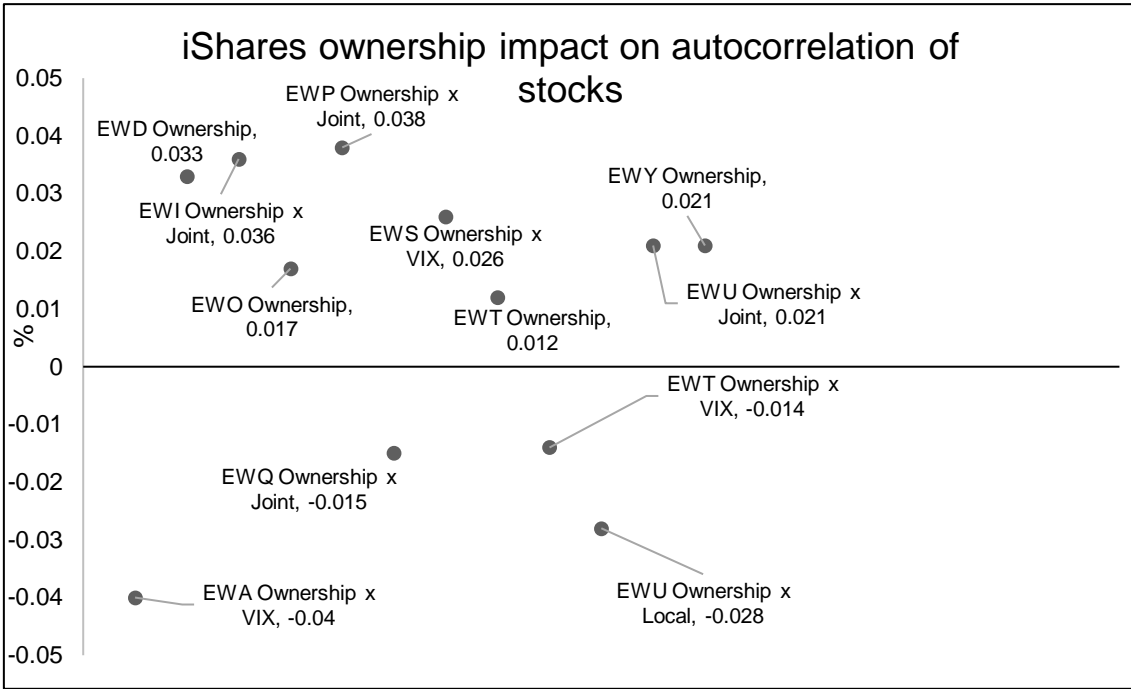 iShares ownership impact on autocorrelation of
stocks
0.05
0.04
0.03
0.02
0.01
0
-0.01
-0.02
-0.03
-0.04
-0.05
%
EWP Ownership x
Joint, 0.038
EWD Ownership,
0.033
EWI Ownership x
Joint, 0.036
EWO Ownership,
0.017
EWS Ownership x
VIX, 0.026
EWT Ownership,
0.012
EWY Ownership,
0.021
EWU Ownership x
Joint, 0.021
EWT Ownership x
VIX, -0.014
EWQ Ownership x
Joint, -0.015
EWA Ownership x
VIX, -0.04
EWU Ownership x
Local, -0.028